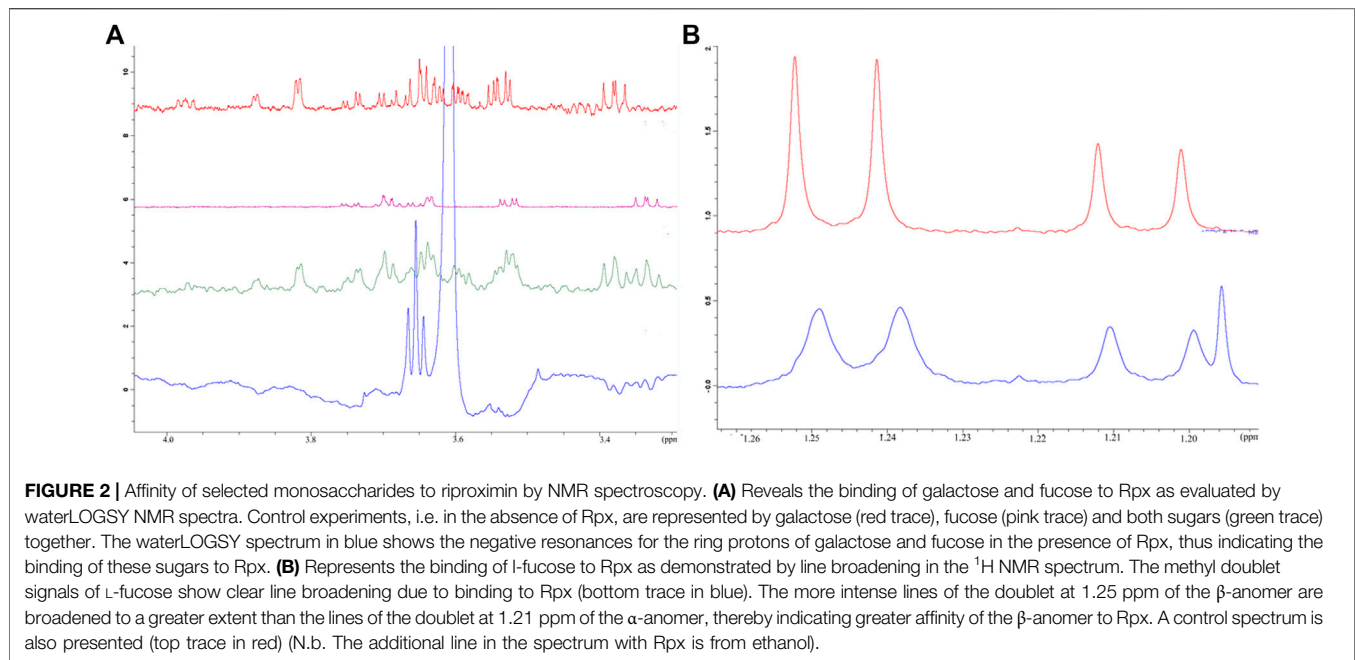 A
B
10
8
6
4
2
0
4.0 3.8 3.6 3.4 (ppm
2.
1.5
1.0
0.5
-0.0
1.26 1.25 1.24 1.23 1.22 1.21 1.20 (ppm
FIGURE 2 | Affinity of selected monosaccharides to riproximin by NMR spectroscopy. (A) Reveals the binding of galactose and fucose to Rpx as evaluated by
waterLOGSY NMR spectra. Control experiments, i.e. in the absence of Rpx, are represented by galactose (red trace), fucose (pink trace) and both sugars (green trace)
together. The waterLOGSY spectrum in blue shows the negative resonances for the ring protons of galactose and fucose in the presence of Rpx, thus indicating the
binding of these sugars to Rpx. (B) Represents the binding of l-fucose to Rpx as demonstrated by line broadening in the ¹H NMR spectrum. The methyl doublet
signals of ʟ-fucose show clear line broadening due to binding to Rpx (bottom trace in blue). The more intense lines of the doublet at 1.25 ppm of the β-anomer are
broadened to a greater extent than the lines of the doublet at 1.21 ppm of the α-anomer, thereby indicating greater affinity of the β-anomer to Rpx. A control spectrum is
also presented (top trace in red) (N.b. The additional line in the spectrum with Rpx is from ethanol).